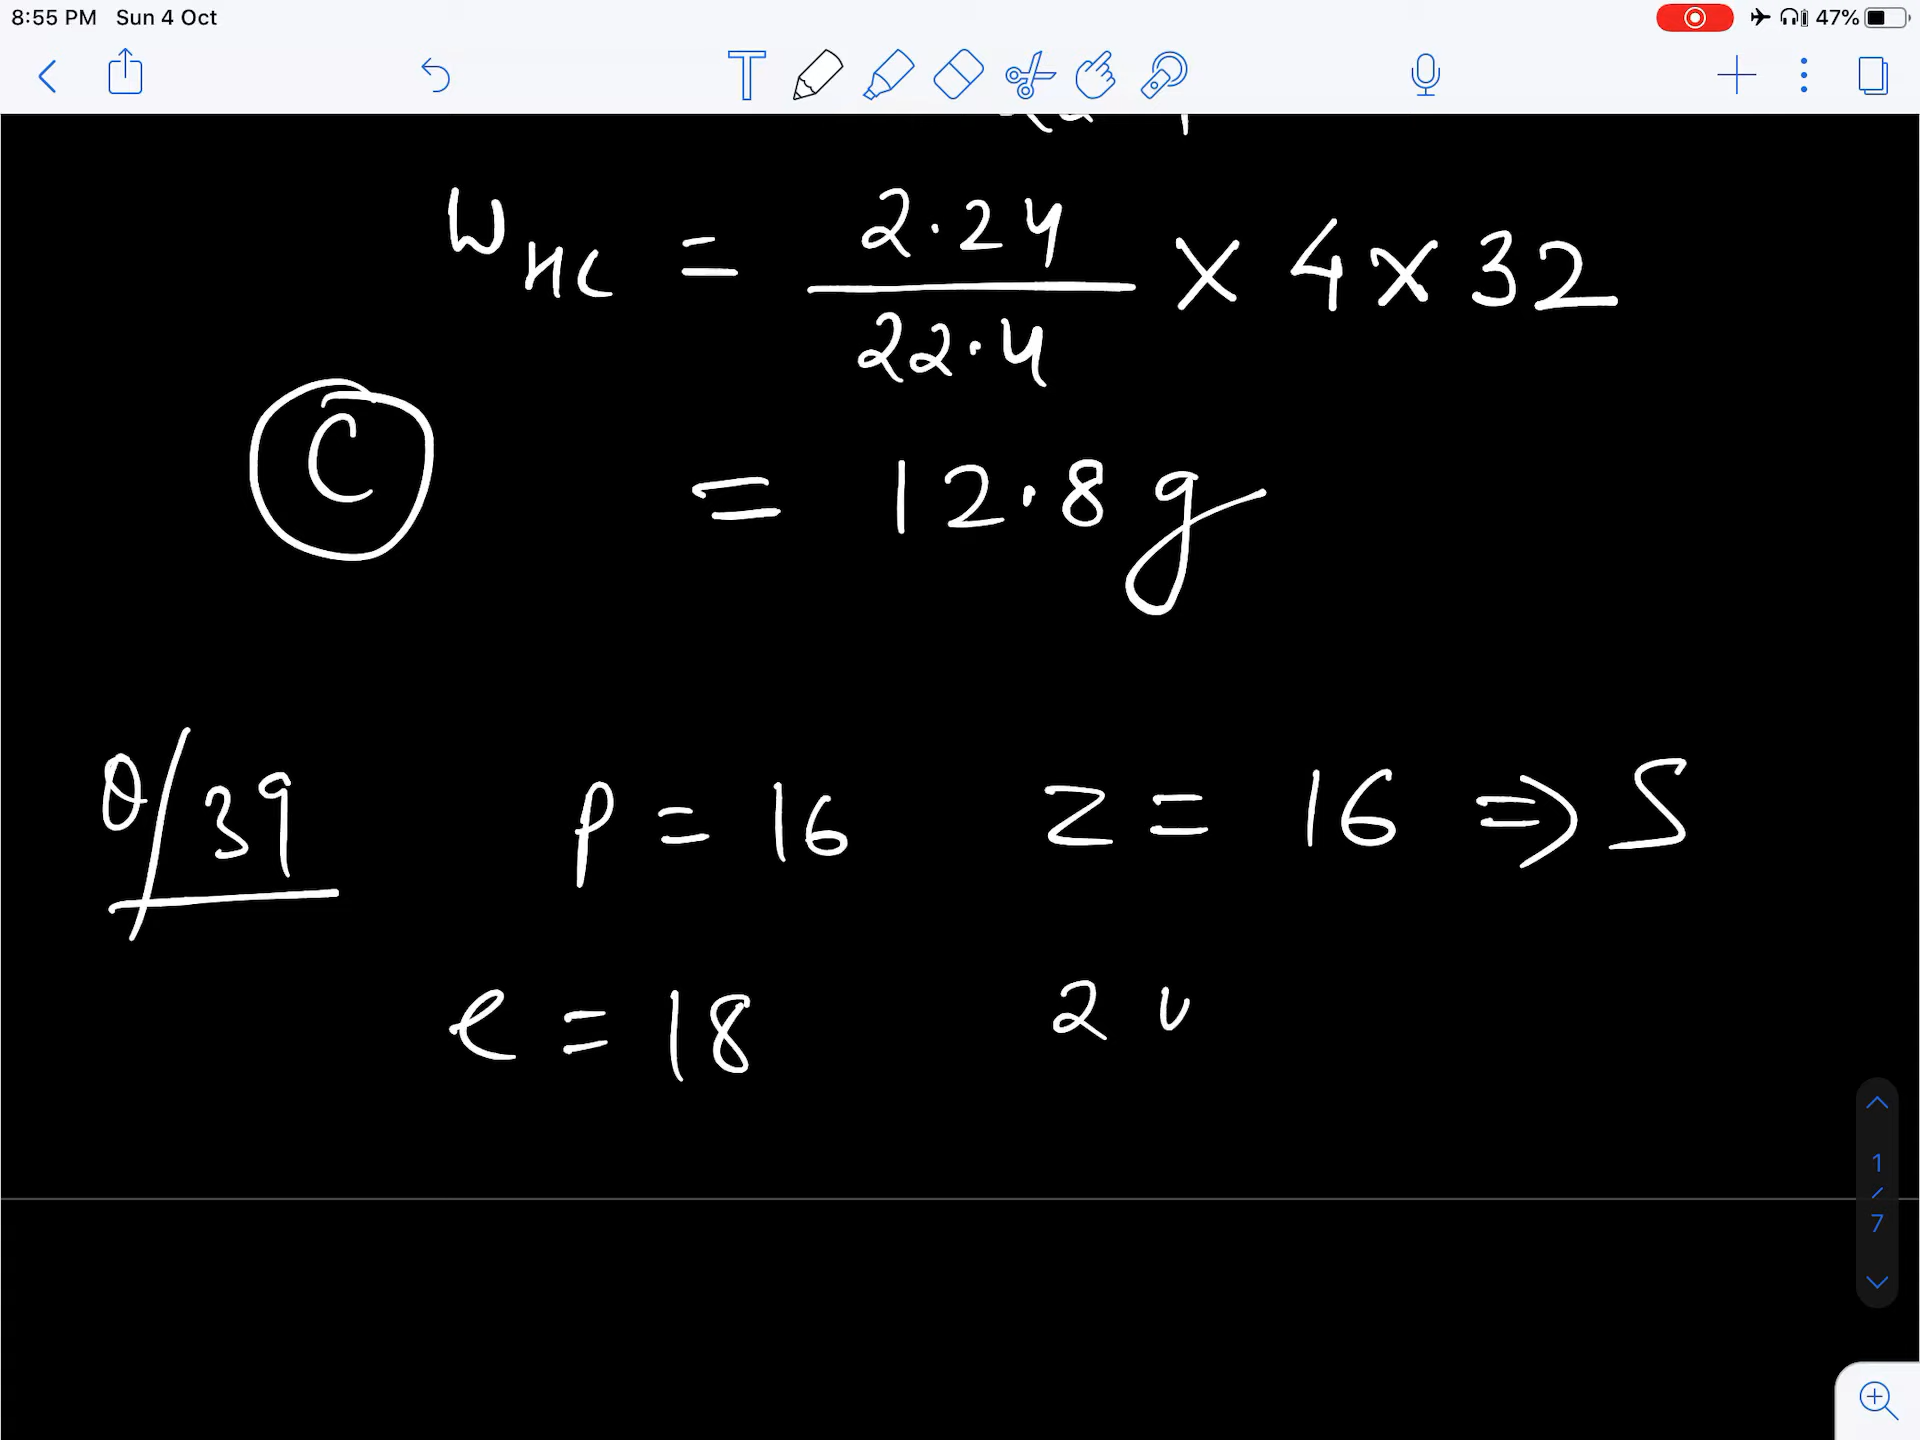 8:55 PM Sun 4 Oct 47%
T
W_HC = 2.24/22.4 × 4 × 32
C
= 12.8 g
Q/39 p = 16 Z = 16 ⇒ S
e = 18 2 u
1
/
7